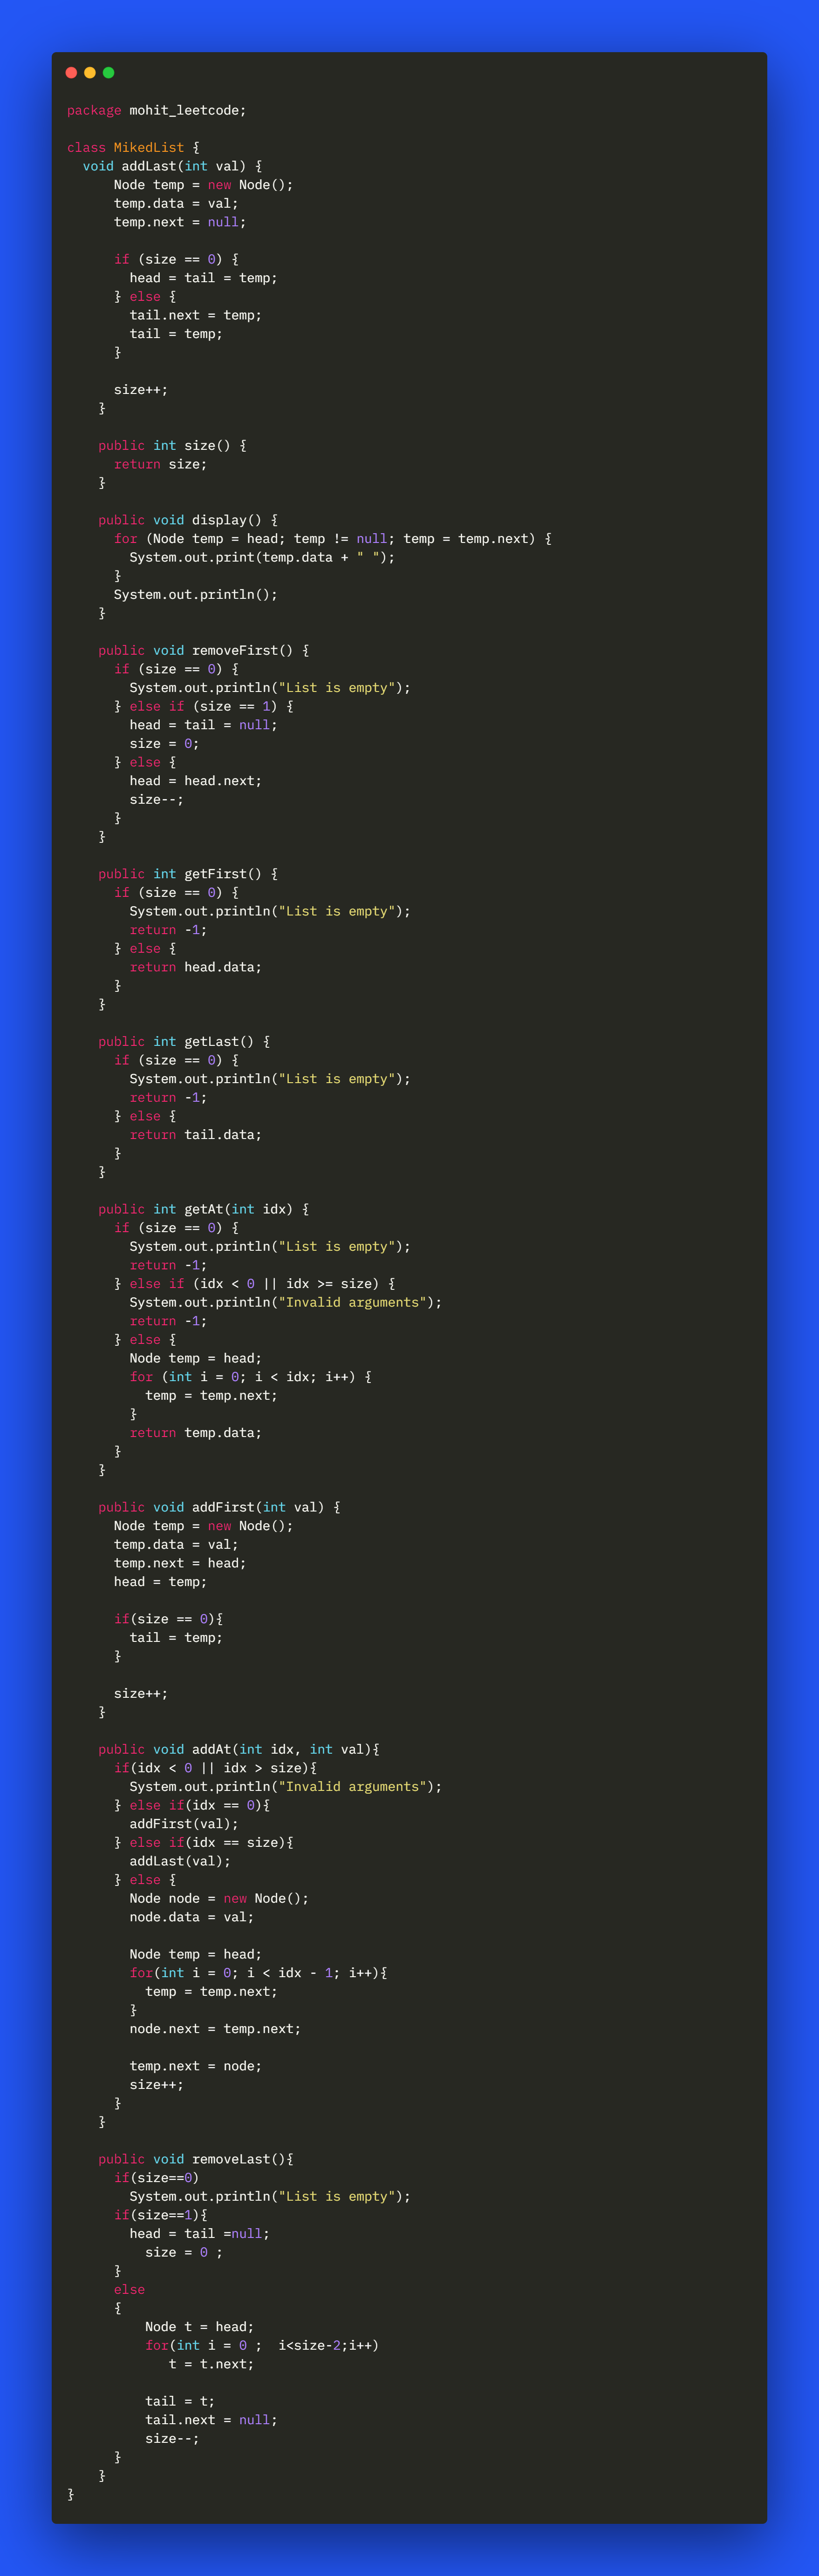 package mohit_leetcode;

class MikedList {
  void addLast(int val) {
      Node temp = new Node();
      temp.data = val;
      temp.next = null;

      if (size == 0) {
        head = tail = temp;
      } else {
        tail.next = temp;
        tail = temp;
      }

      size++;
    }

    public int size() {
      return size;
    }

    public void display() {
      for (Node temp = head; temp != null; temp = temp.next) {
        System.out.print(temp.data + " ");
      }
      System.out.println();
    }

    public void removeFirst() {
      if (size == 0) {
        System.out.println("List is empty");
      } else if (size == 1) {
        head = tail = null;
        size = 0;
      } else {
        head = head.next;
        size--;
      }
    }

    public int getFirst() {
      if (size == 0) {
        System.out.println("List is empty");
        return -1;
      } else {
        return head.data;
      }
    }

    public int getLast() {
      if (size == 0) {
        System.out.println("List is empty");
        return -1;
      } else {
        return tail.data;
      }
    }

    public int getAt(int idx) {
      if (size == 0) {
        System.out.println("List is empty");
        return -1;
      } else if (idx < 0 || idx >= size) {
        System.out.println("Invalid arguments");
        return -1;
      } else {
        Node temp = head;
        for (int i = 0; i < idx; i++) {
          temp = temp.next;
        }
        return temp.data;
      }
    }

    public void addFirst(int val) {
      Node temp = new Node();
      temp.data = val;
      temp.next = head;
      head = temp;

      if(size == 0){
        tail = temp;
      }

      size++;
    }

    public void addAt(int idx, int val){
      if(idx < 0 || idx > size){
        System.out.println("Invalid arguments");
      } else if(idx == 0){
        addFirst(val);
      } else if(idx == size){
        addLast(val);
      } else {
        Node node = new Node();
        node.data = val;

        Node temp = head;
        for(int i = 0; i < idx - 1; i++){
          temp = temp.next;
        }
        node.next = temp.next;

        temp.next = node;
        size++;
      }
    }

    public void removeLast(){
      if(size==0)
        System.out.println("List is empty");
      if(size==1){
        head = tail =null;
          size = 0 ;
      }
      else
      {
          Node t = head;
          for(int i = 0 ;  i<size-2;i++)
             t = t.next;

          tail = t;
          tail.next = null;
          size--;
      }
    }
}